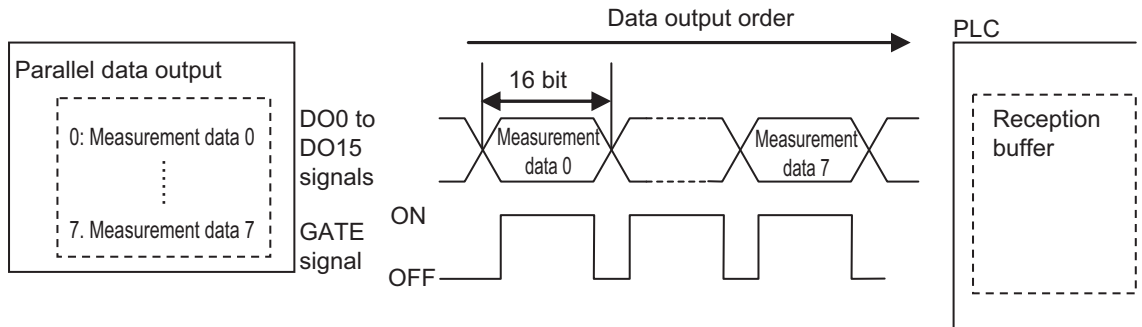 Data output order
PLC
Parallel data output
16 bit
0: Measurement data 0
7. Measurement data 7
DO0 to
DO15
signals
Measurement
data 0
Measurement
data 7
Reception
buffer
GATE
signal
ON
OFF